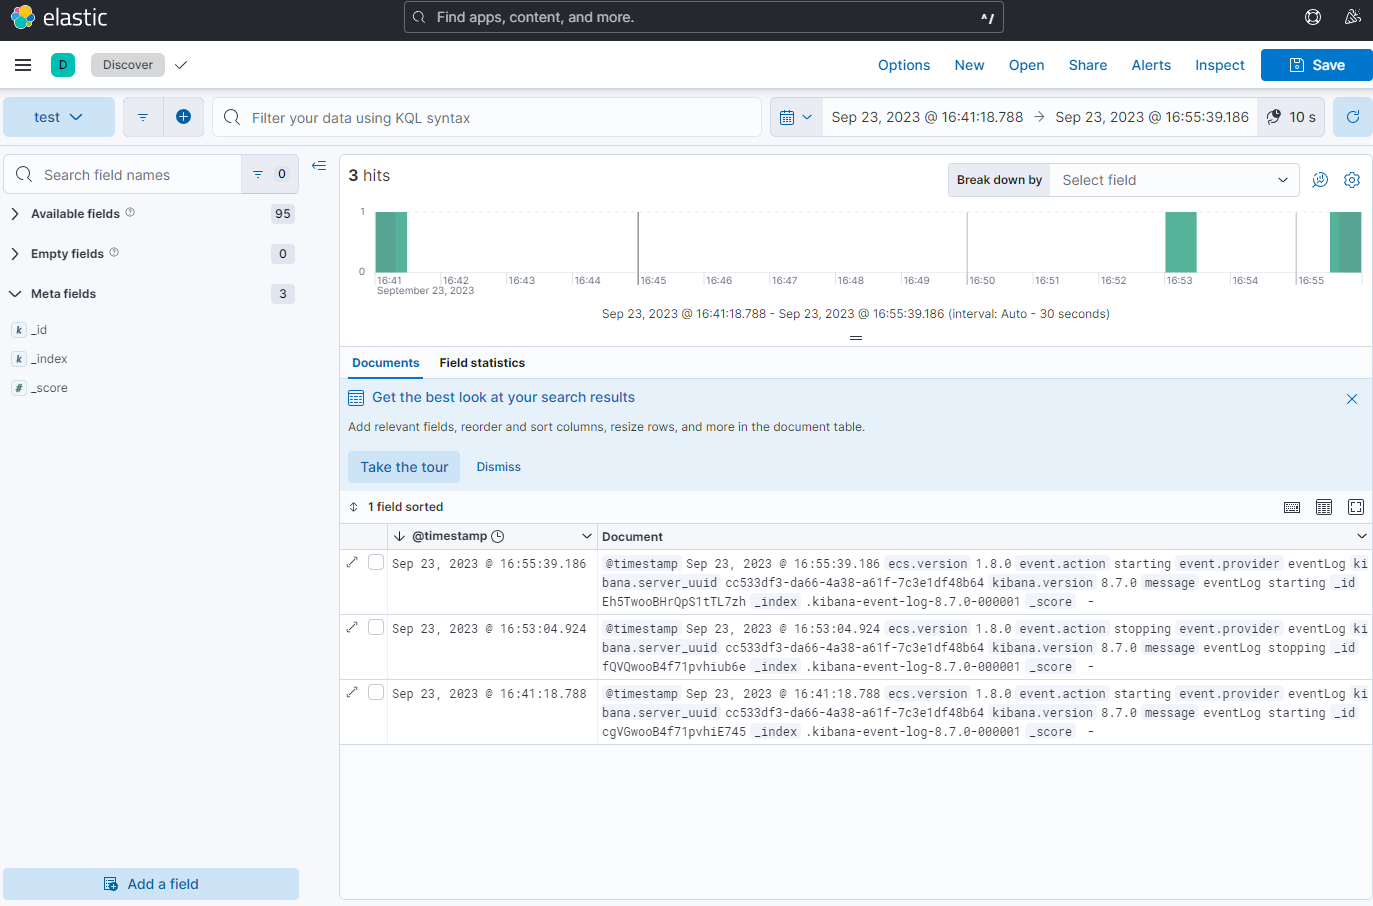 elastic
Find apps, content, and more.
^/
D
Discover
Options
New
Open
Share
Alerts
Inspect
Save
test
Filter your data using KQL syntax
Sep 23, 2023 @ 16:41:18.788 → Sep 23, 2023 @ 16:55:39.186
10 s
Search field names
0
Available fields
95
Empty fields
0
Meta fields
3
k _id
k _index
# _score
Add a field
3 hits
Break down by
Select field
1
0
16:41 16:42 16:43 16:44 16:45 16:46 16:47 16:48 16:49 16:50 16:51 16:52 16:53 16:54 16:55
September 23, 2023
Sep 23, 2023 @ 16:41:18.788 - Sep 23, 2023 @ 16:55:39.186 (interval: Auto - 30 seconds)
Documents
Field statistics
Get the best look at your search results
Add relevant fields, reorder and sort columns, resize rows, and more in the document table.
Take the tour
Dismiss
1 field sorted
@timestamp
Document
Sep 23, 2023 @ 16:55:39.186
@timestamp Sep 23, 2023 @ 16:55:39.186 ecs.version 1.8.0 event.action starting event.provider eventLog ki
bana.server_uuid cc533df3-da66-4a38-a61f-7c3e1df48b64 kibana.version 8.7.0 message eventLog starting _id
Eh5TwooBHrQpS1tTL7zh _index .kibana-event-log-8.7.0-000001 _score -
Sep 23, 2023 @ 16:53:04.924
@timestamp Sep 23, 2023 @ 16:53:04.924 ecs.version 1.8.0 event.action stopping event.provider eventLog ki
bana.server_uuid cc533df3-da66-4a38-a61f-7c3e1df48b64 kibana.version 8.7.0 message eventLog stopping _id
fQVQwooB4f71pvhiub6e _index .kibana-event-log-8.7.0-000001 _score -
Sep 23, 2023 @ 16:41:18.788
@timestamp Sep 23, 2023 @ 16:41:18.788 ecs.version 1.8.0 event.action starting event.provider eventLog ki
bana.server_uuid cc533df3-da66-4a38-a61f-7c3e1df48b64 kibana.version 8.7.0 message eventLog starting _id
cgVGwooB4f71pvhiE745 _index .kibana-event-log-8.7.0-000001 _score -